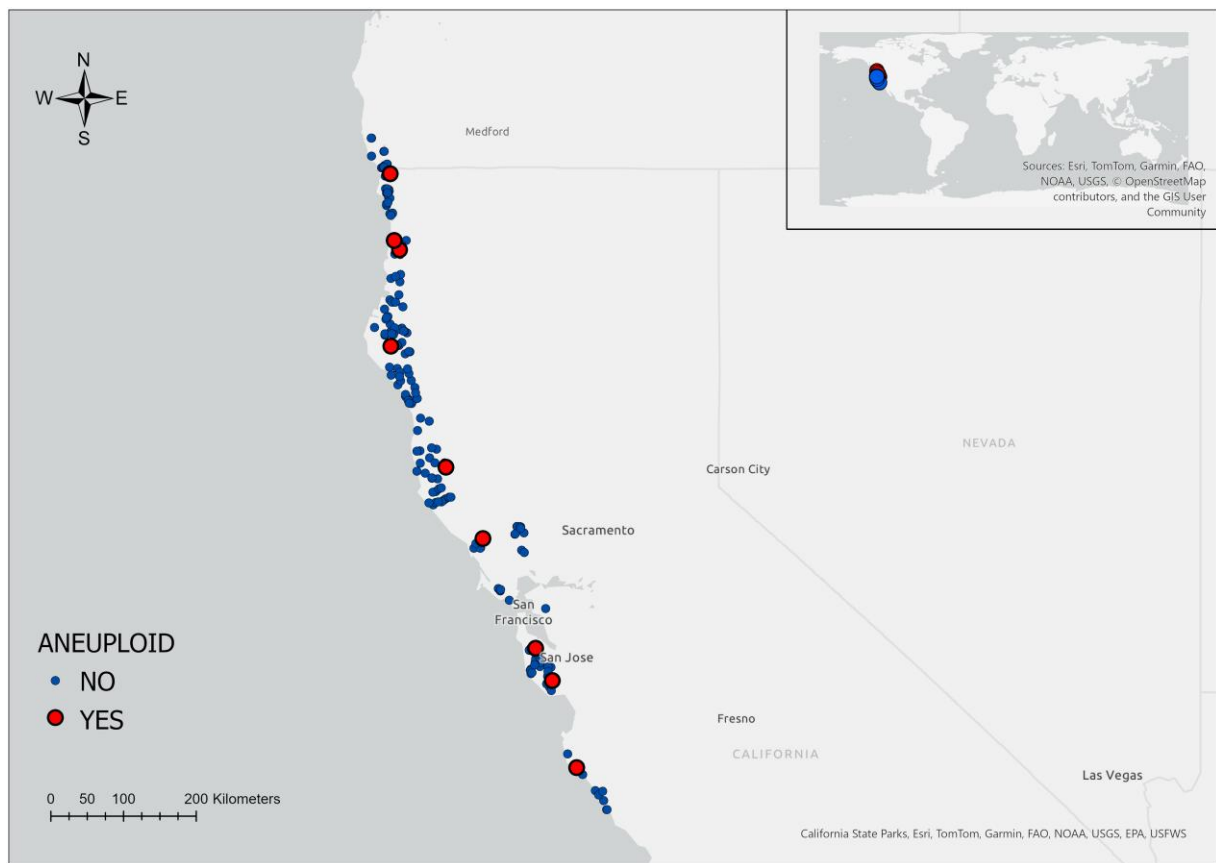 N
W E
S
Medford
Sources: Esri, TomTom, Garmin, FAO,
NOAA, USGS, © OpenStreetMap
contributors, and the GIS User
Community
NEVADA
Carson City
Sacramento
San
Francisco
San Jose
Fresno
CALIFORNIA
Las Vegas
ANEUPLOID
NO
YES
0 50 100 200 Kilometers
California State Parks, Esri, TomTom, Garmin, FAO, NOAA, USGS, EPA, USFWS